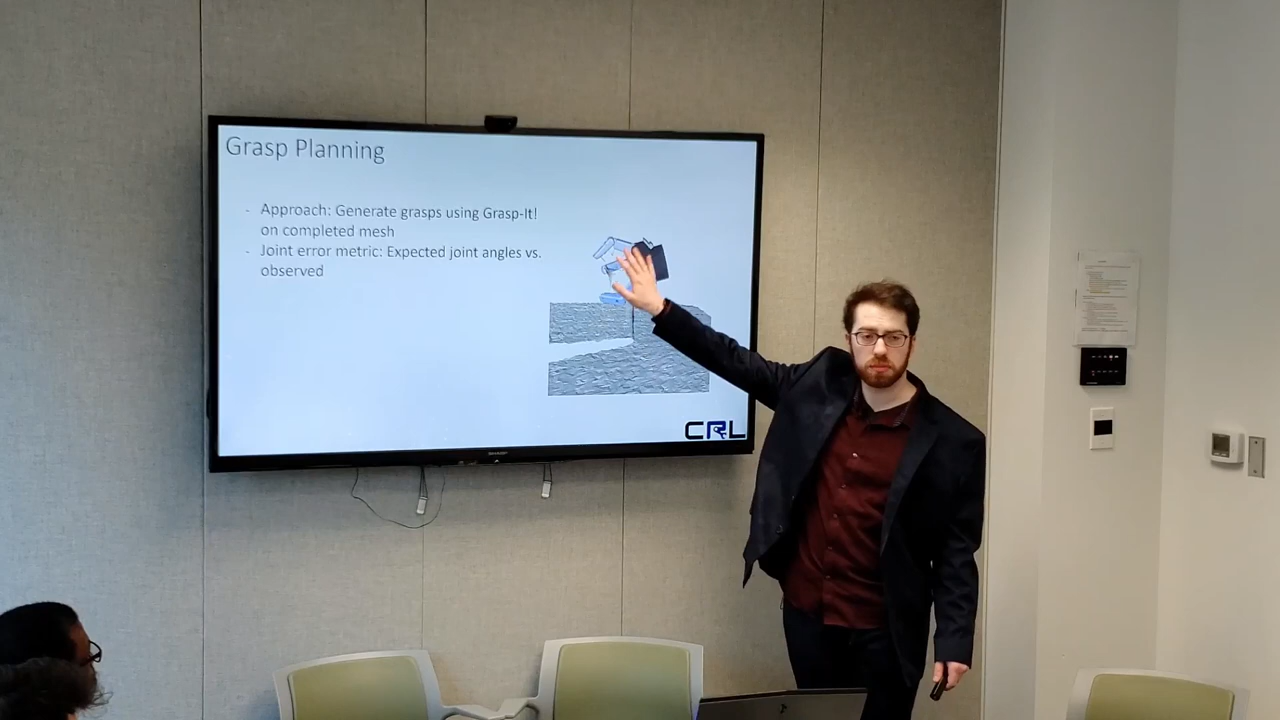 Grasp Planning
- Approach: Generate grasps using Grasp-It!
on completed mesh
- Joint error metric: Expected joint angles vs.
observed
CRL
SHARP